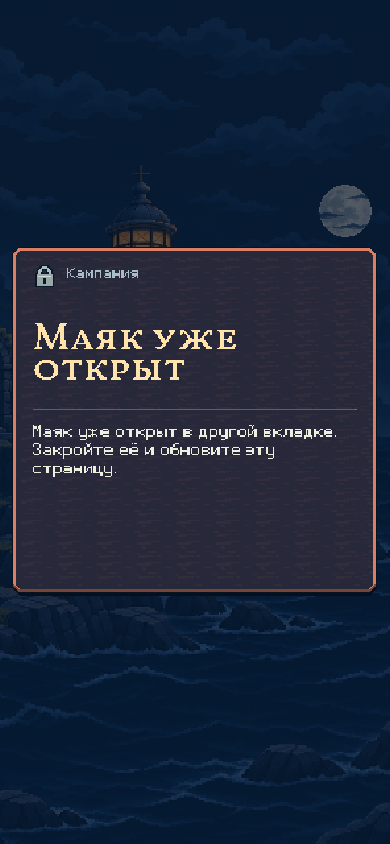 Кампания
Маяк уже
открыт
Маяк уже открыт в другой вкладке.
Закройте её и обновите эту
страницу.